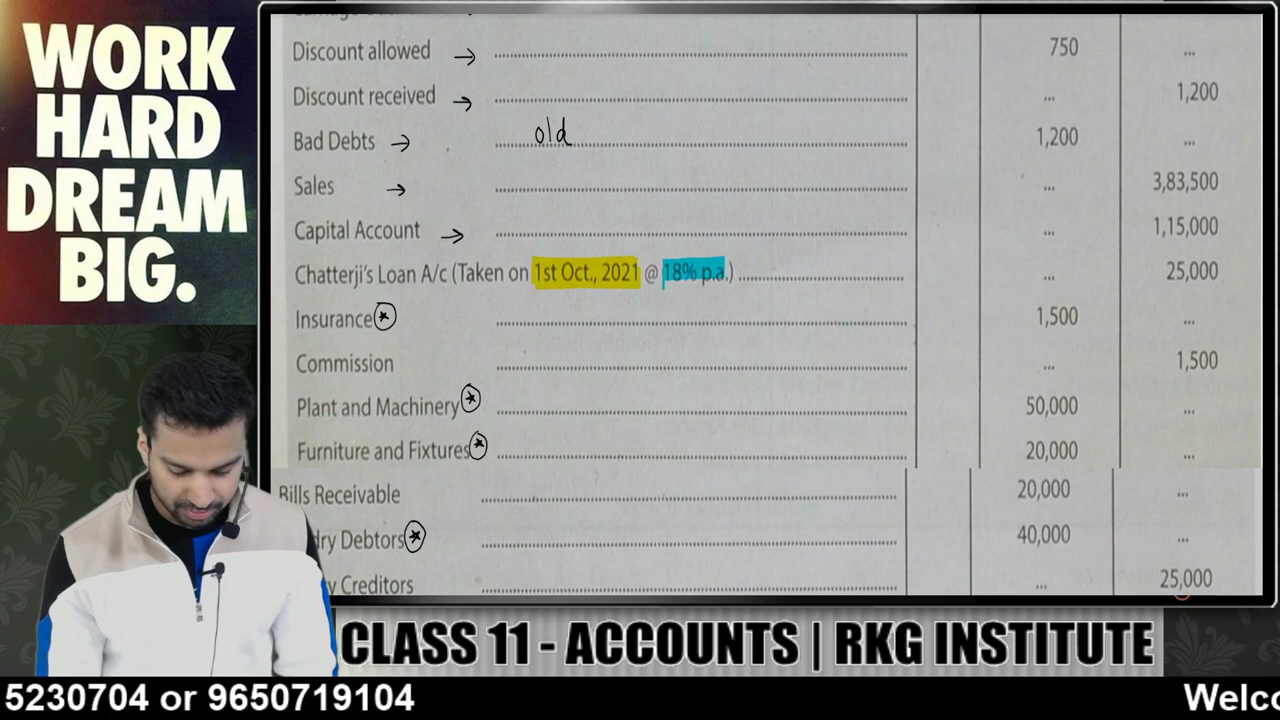 WORK
HARD
DREAM
BIG.
Discount allowed → 750 ...
Discount received → ... 1,200
Bad Debts → old 1,200 ...
Sales → ... 3,83,500
Capital Account → ... 1,15,000
Chatterji's Loan A/c (Taken on 1st Oct., 2021 @ 18% p.a.) ... 25,000
Insurance 1,500 ...
Commission ... 1,500
Plant and Machinery 50,000 ...
Furniture and Fixtures 20,000 ...
Bills Receivable 20,000 ...
dry Debtors 40,000 ...
y Creditors ... 25,000
CLASS 11 - ACCOUNTS | RKG INSTITUTE
5230704 or 9650719104 Welco